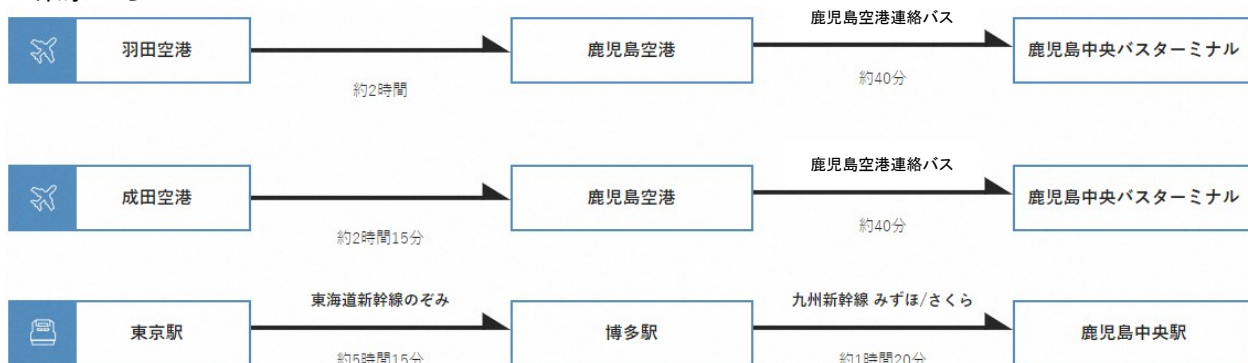 羽田空港
約2時間
鹿児島空港
鹿児島空港連絡バス
約40分
鹿児島中央バスターミナル
成田空港
約2時間15分
鹿児島空港
鹿児島空港連絡バス
約40分
鹿児島中央バスターミナル
東京駅
東海道新幹線のぞみ
約5時間15分
博多駅
九州新幹線 みずほ/さくら
約1時間20分
鹿児島中央駅